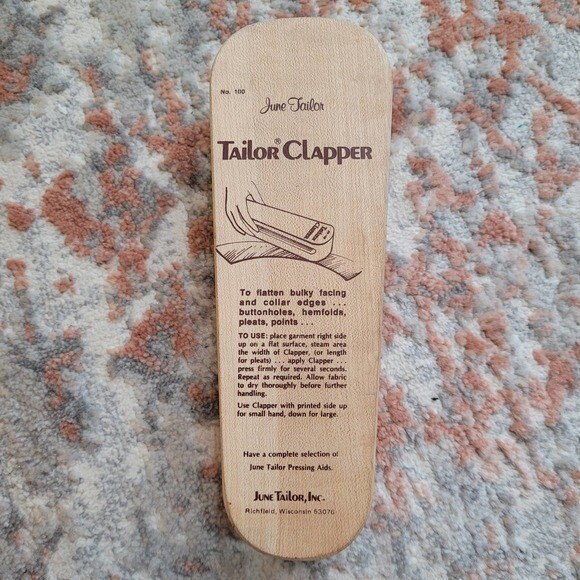 No. 100
June Tailor
TAILOR® CLAPPER
To flatten bulky facing
and collar edges ...
buttonholes, hemfolds,
pleats, points ...
TO USE: place garment right side
up on a flat surface, steam area
the width of Clapper, (or length
for pleats) ... apply Clapper ...
press firmly for several seconds.
Repeat as required. Allow fabric
to dry thoroughly before further
handling.
Use Clapper with printed side up
for small hand, down for large.
Have a complete selection of
June Tailor Pressing Aids.
JUNE TAILOR, INC.
Richfield, Wisconsin 53076